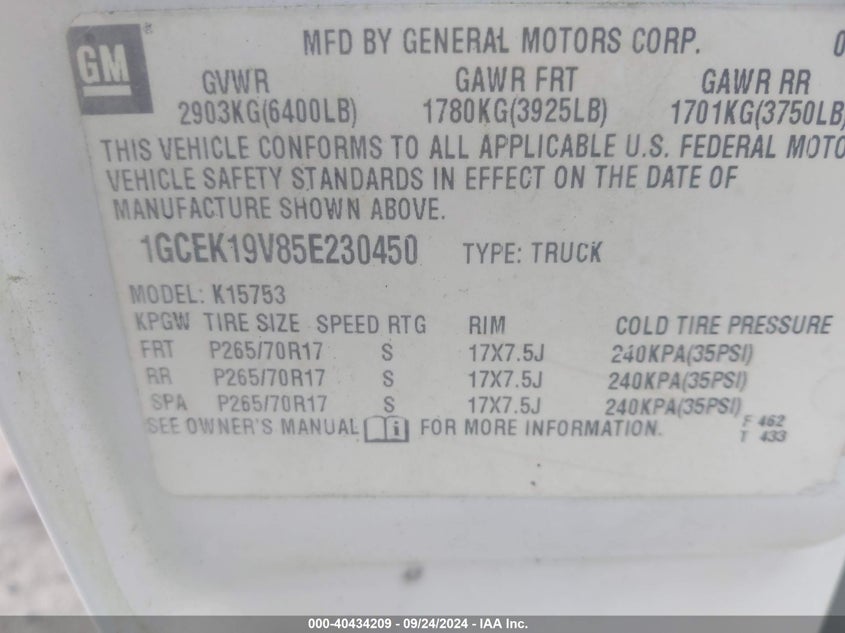 GM
MFD BY GENERAL MOTORS CORP. 0
GVWR GAWR FRT GAWR RR
2903KG(6400LB) 1780KG(3925LB) 1701KG(3750LB)
THIS VEHICLE CONFORMS TO ALL APPLICABLE U.S. FEDERAL MOTO
VEHICLE SAFETY STANDARDS IN EFFECT ON THE DATE OF
MANUFACTURE SHOWN ABOVE.
1GCEK19V85E230450 TYPE: TRUCK
MODEL: K15753
KPGW TIRE SIZE SPEED RTG RIM COLD TIRE PRESSURE
FRT P265/70R17 S 17X7.5J 240KPA(35PSI)
RR P265/70R17 S 17X7.5J 240KPA(35PSI)
SPA P265/70R17 S 17X7.5J 240KPA(35PSI)
SEE OWNER'S MANUAL i FOR MORE INFORMATION. F 462
T 433
000-40434209 - 09/24/2024 - IAA Inc.